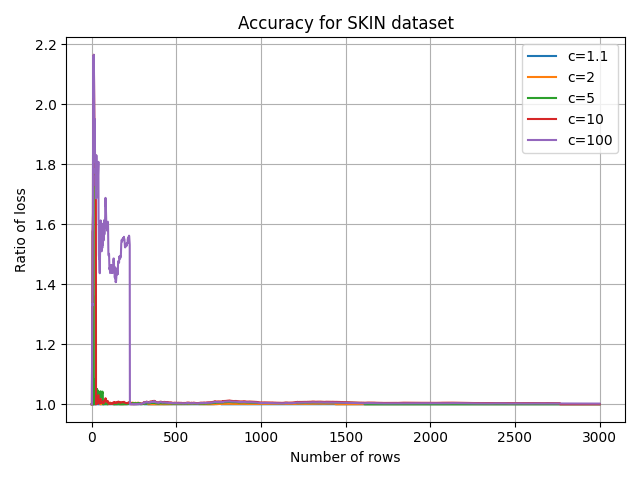 Accuracy for SKIN dataset
Ratio of loss
2.2
2.0
1.8
1.6
1.4
1.2
1.0
c=1.1
c=2
c=5
c=10
c=100
0 500 1000 1500 2000 2500 3000
Number of rows